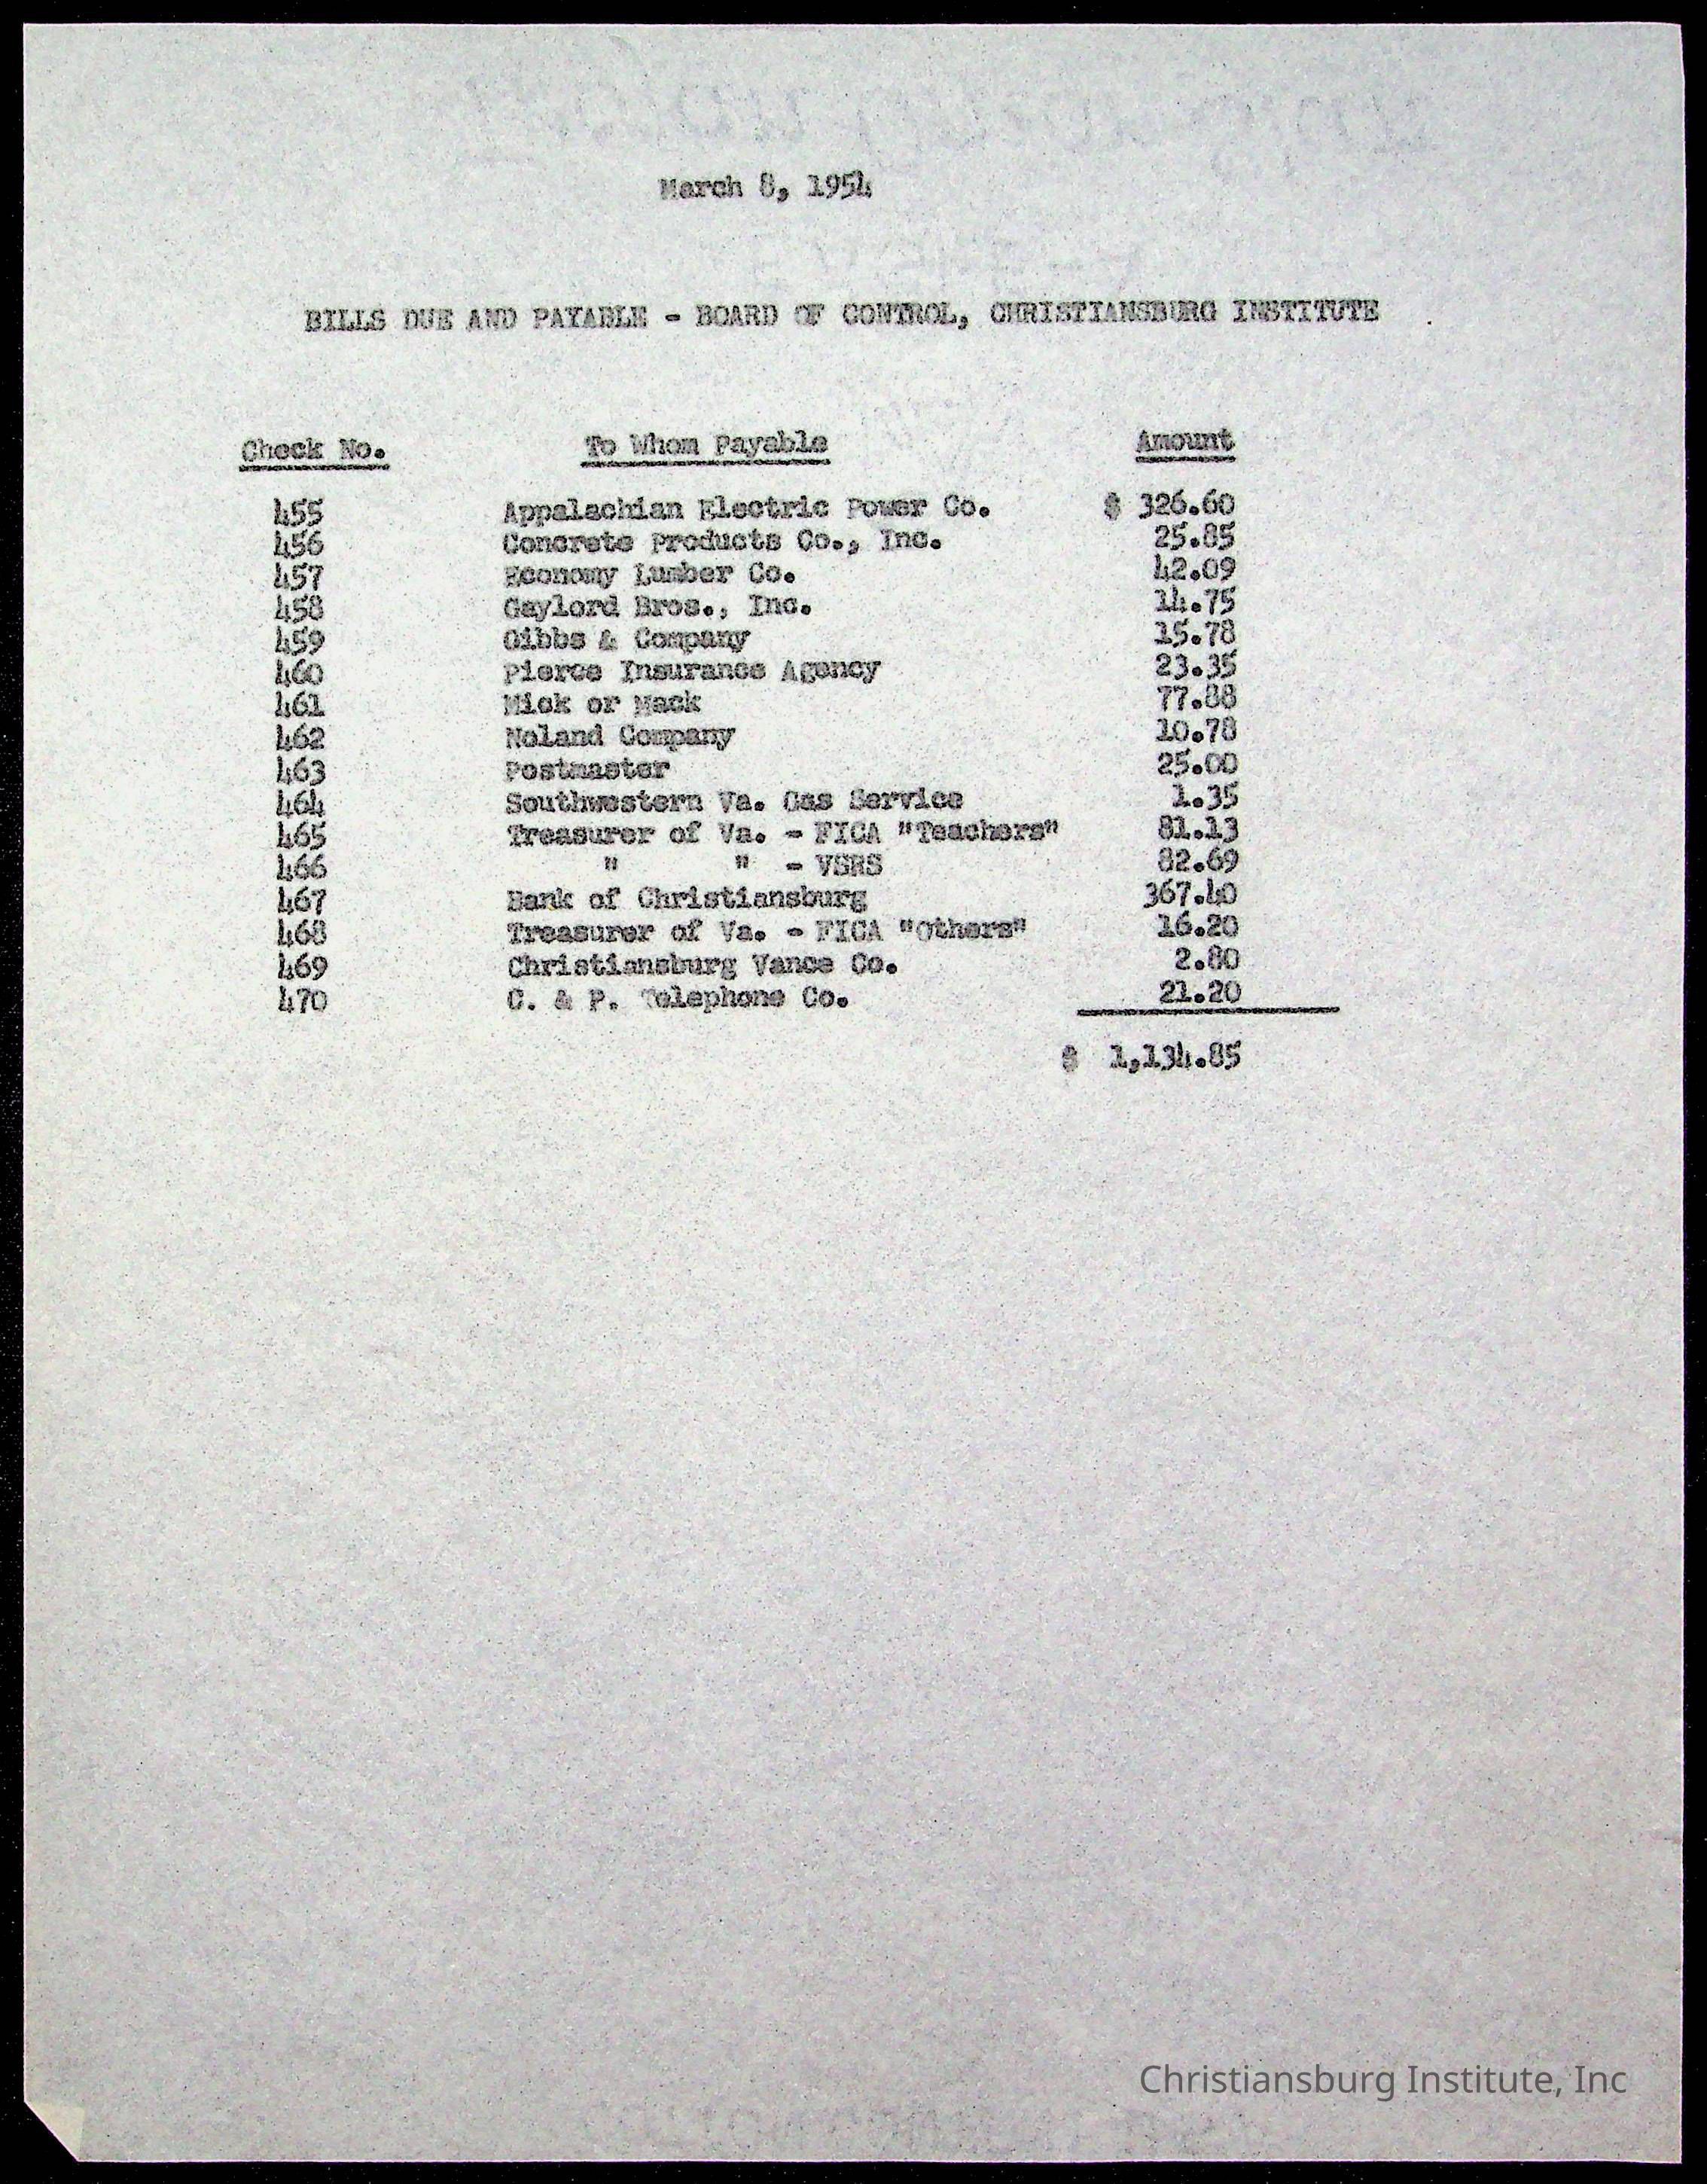 March 8, 1954
BILLS DUE AND PAYABLE - BOARD OF CONTROL, CHRISTIANSBURG INSTITUTE
Check No. To Whom Payable Amount
455 Appalachian Electric Power Co. $ 326.60
456 Concrete Products Co., Inc. 25.85
457 Economy Lumber Co. 42.09
458 Gaylord Bros., Inc. 14.75
459 Gibbs & Company 15.78
460 Pierce Insurance Agency 23.35
461 Mick or Mack 77.88
462 Noland Company 10.78
463 Postmaster 25.00
464 Southwestern Va. Gas Service 1.35
465 Treasurer of Va. - FICA "Teachers" 81.13
466 " " - VSRS 82.69
467 Bank of Christiansburg 367.40
468 Treasurer of Va. - FICA "Others" 16.20
469 Christiansburg Vance Co. 2.80
470 C. & P. Telephone Co. 21.20
$ 1,134.85
Christiansburg Institute, Inc